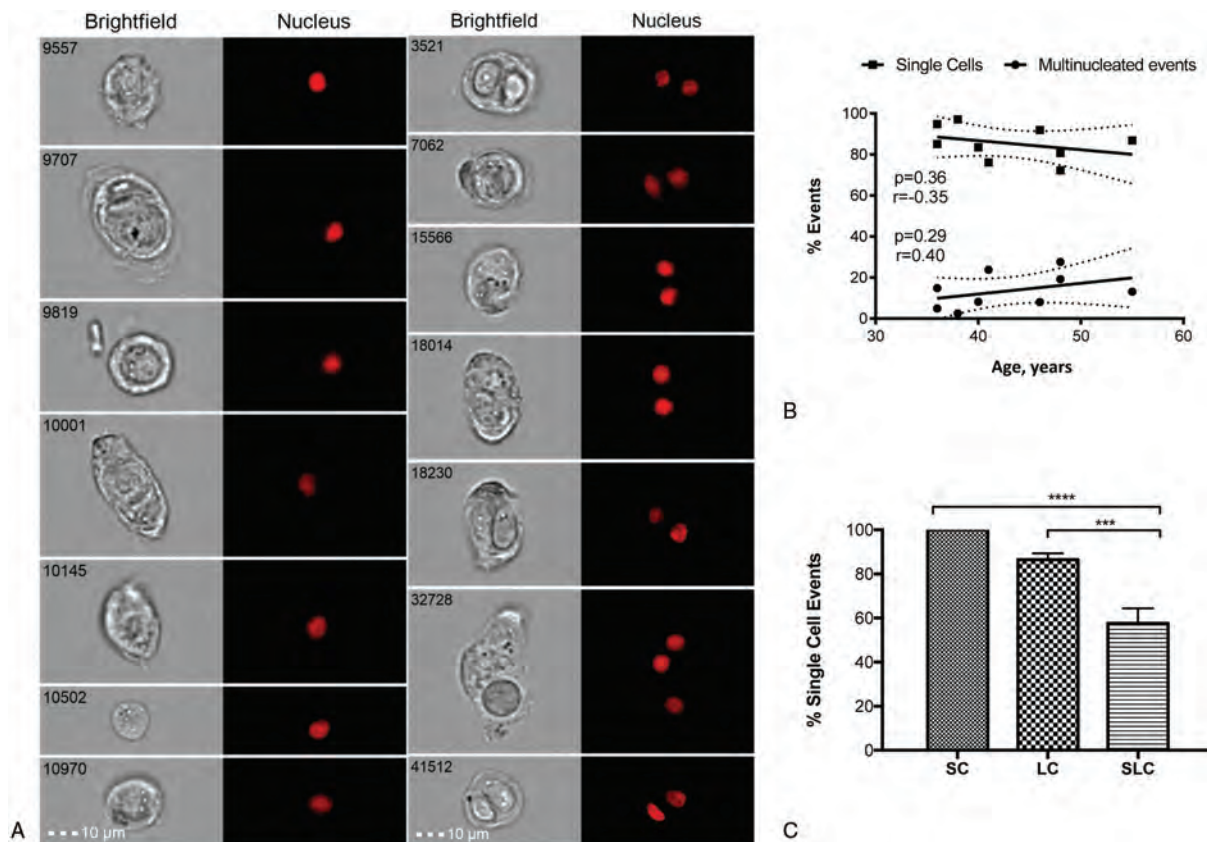 Brightfield
Nucleus
9557
9707
9819
10001
10145
10502
10970
10 μm
A
Brightfield
Nucleus
3521
7062
15566
18014
18230
32728
41512
10 μm
Single Cells
Multinucleated events
% Events
100
80
60
40
20
0
p=0.36
r=-0.35
p=0.29
r=0.40
30
40
50
60
Age, years
B
****
***
% Single Cell Events
100
80
60
40
20
0
SC
LC
SLC
C